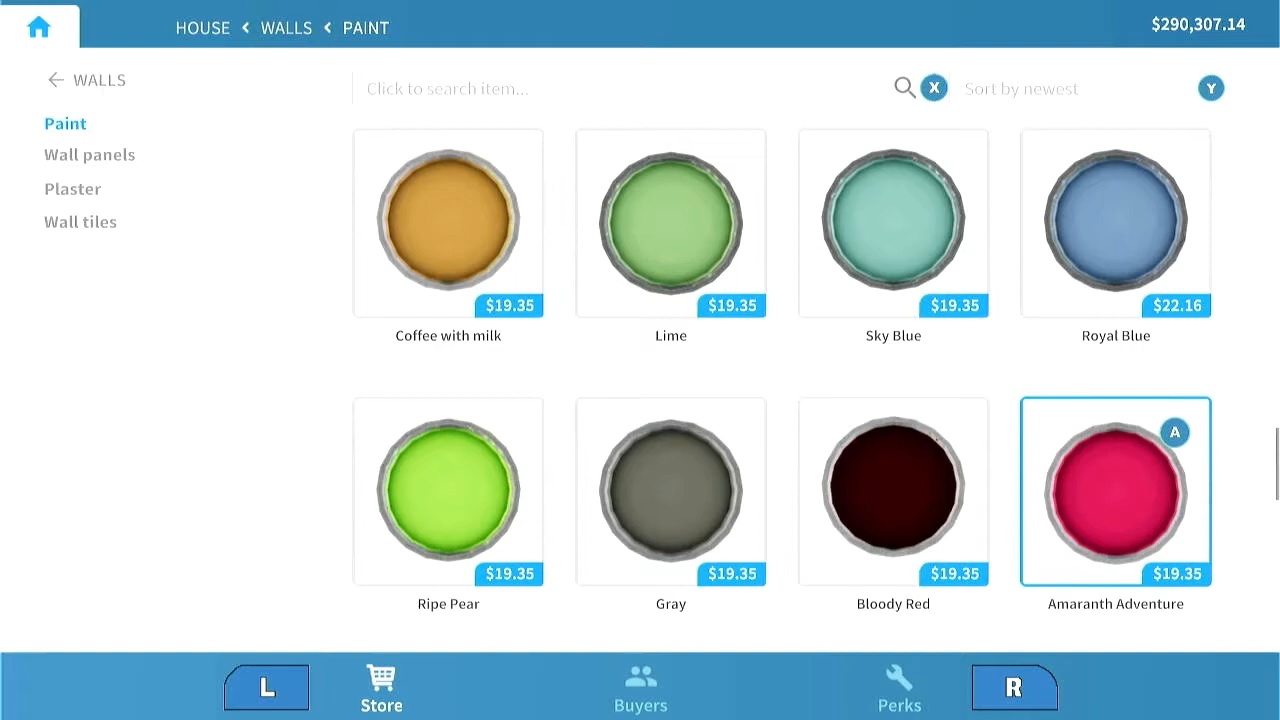 HOUSE < WALLS < PAINT
$290,307.14
← WALLS
Paint
Wall panels
Plaster
Wall tiles
Click to search item...
X
Sort by newest
Y
$19.35
$19.35
$19.35
$22.16
Coffee with milk
Lime
Sky Blue
Royal Blue
A
$19.35
$19.35
$19.35
$19.35
Ripe Pear
Gray
Bloody Red
Amaranth Adventure
L
Store
Buyers
Perks
R